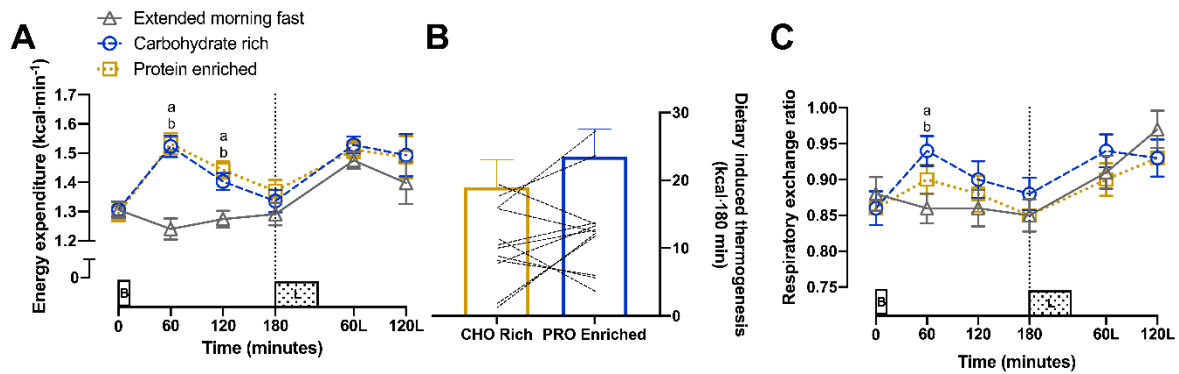 A
Extended morning fast
Carbohydrate rich
Protein enriched
Energy expenditure (kcal·min⁻¹)
1.7
1.6
1.5
1.4
1.3
1.2
0
a
b
a
b
B
L
0 60 120 180 60L 120L
Time (minutes)
B
30
20
10
0
Dietary induced thermogenesis
(kcal·180 min)
CHO Rich PRO Enriched
C
Respiratory exchange ratio
1.00
0.95
0.90
0.85
0.80
0.75
a
b
B
L
0 60 120 180 60L 120L
Time (minutes)